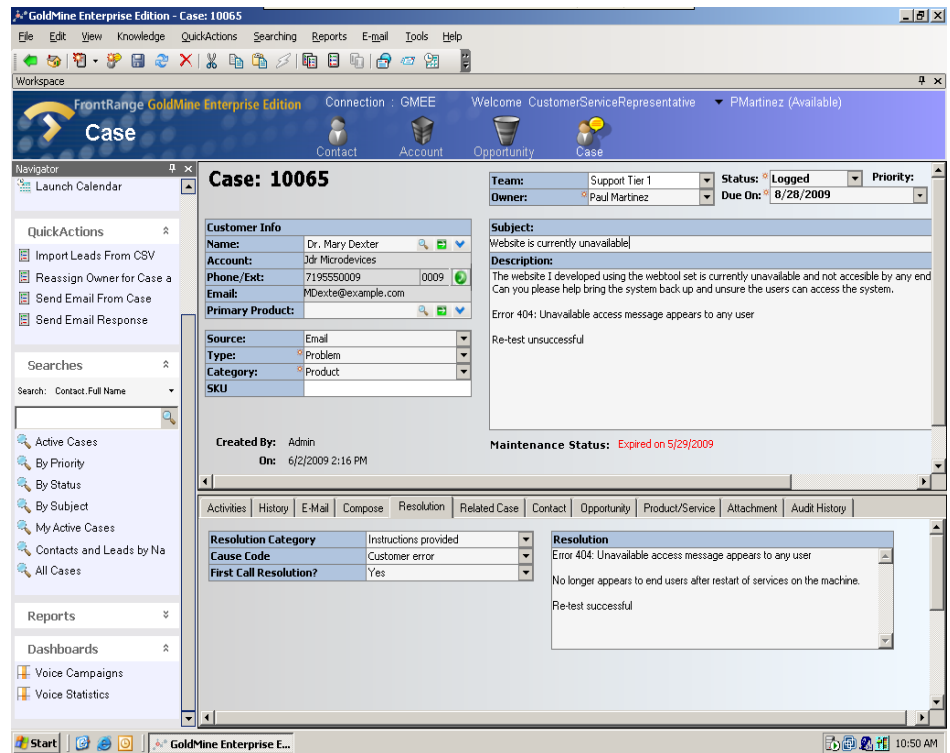 GoldMine Enterprise Edition - Case: 10065
File Edit View Knowledge QuickActions Searching Reports E-mail Tools Help
Workspace
FrontRange GoldMine Enterprise Edition Connection : GMEE Welcome CustomerServiceRepresentative PMartinez (Available)
Case
Contact Account Opportunity Case
Navigator
Launch Calendar
QuickActions
Import Leads From CSV
Reassign Owner for Case a
Send Email From Case
Send Email Response
Searches
Search: Contact.Full Name
Active Cases
By Priority
By Status
By Subject
My Active Cases
Contacts and Leads by Na
All Cases
Reports
Dashboards
Voice Campaigns
Voice Statistics
Case: 10065
Team: Support Tier 1 Status: Logged Priority:
Owner: Paul Martinez Due On: 8/28/2009
Customer Info
Name: Dr. Mary Dexter
Account: Jdr Microdevices
Phone/Ext: 7195550009 0009
Email: MDexte@example.com
Primary Product:
Source: Email
Type: Problem
Category: Product
SKU
Created By: Admin
On: 6/2/2009 2:16 PM
Subject:
Website is currently unavailable
Description:
The website I developed using the webtool set is currently unavailable and not accesible by any end
Can you please help bring the system back up and unsure the users can access the system.
Error 404: Unavailable access message appears to any user
Re-test unsuccessful
Maintenance Status: Expired on 5/29/2009
Activities History E-Mail Compose Resolution Related Case Contact Opportunity Product/Service Attachment Audit History
Resolution Category Instructions provided
Cause Code Customer error
First Call Resolution? Yes
Resolution
Error 404: Unavailable access message appears to any user
No longer appears to end users after restart of services on the machine.
Re-test successful
Start GoldMine Enterprise E... 10:50 AM